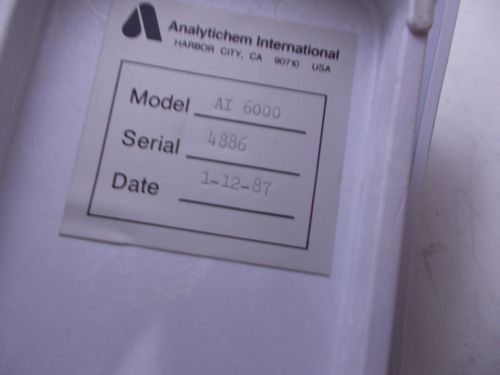 Analytichem International
HARBOR CITY, CA 90710 USA
Model AI 6000
Serial 4886
Date 1-12-87